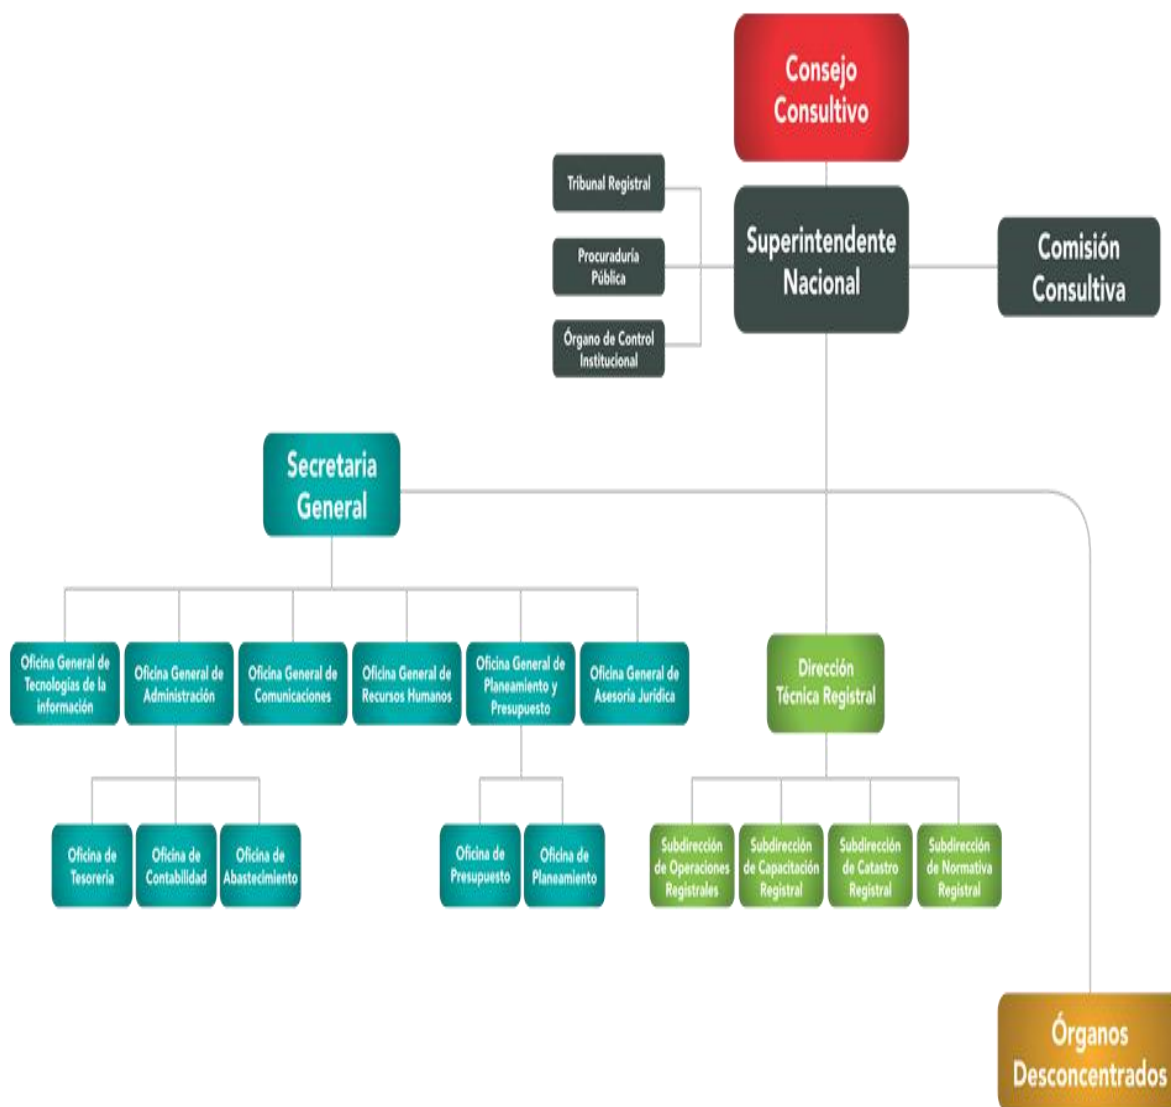 Consejo
Consultivo
Tribunal Registral
Procuraduría
Pública
Órgano de Control
Institucional
Superintendente
Nacional
Comisión
Consultiva
Secretaria
General
Oficina General de
Tecnologías de la
información
Oficina General de
Administración
Oficina General de
Comunicaciones
Oficina General de
Recursos Humanos
Oficina General de
Planeamiento y
Presupuesto
Oficina General de
Asesoría Jurídica
Dirección
Técnica Registral
Oficina de
Tesorería
Oficina de
Contabilidad
Oficina de
Abastecimiento
Oficina de
Presupuesto
Oficina de
Planeamiento
Subdirección
de Operaciones
Registrales
Subdirección
de Capacitación
Registral
Subdirección
de Catastro
Registral
Subdirección
de Normativa
Registral
Órganos
Desconcentrados